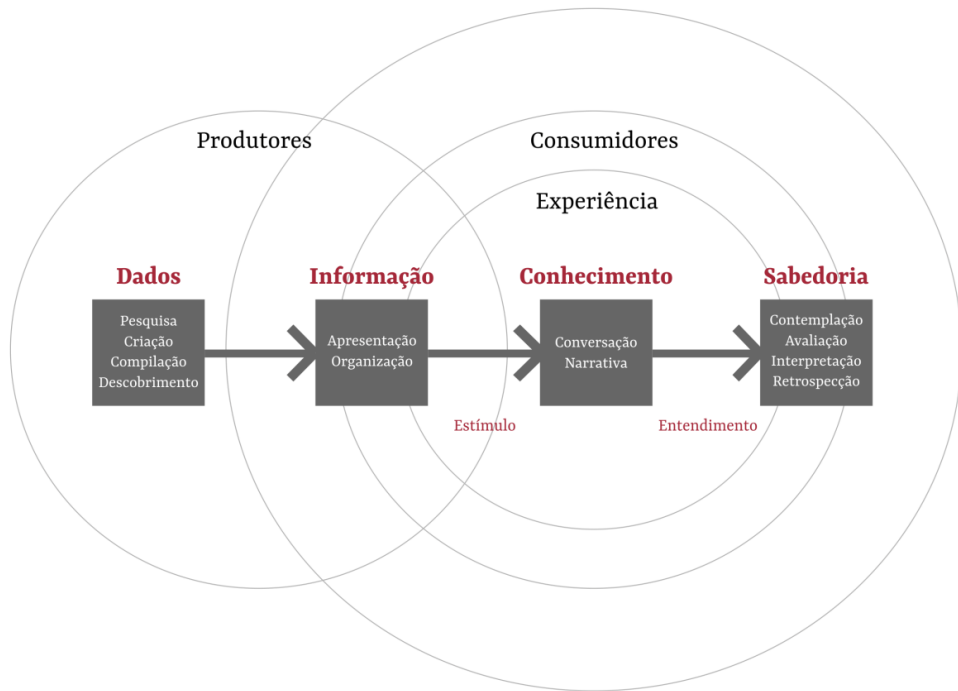 Produtores
Consumidores
Experiência
Dados
Informação
Conhecimento
Sabedoria
Pesquisa
Criação
Compilação
Descobrimento
Apresentação
Organização
Conversação
Narrativa
Contemplação
Avaliação
Interpretação
Retrospecção
Estímulo
Entendimento